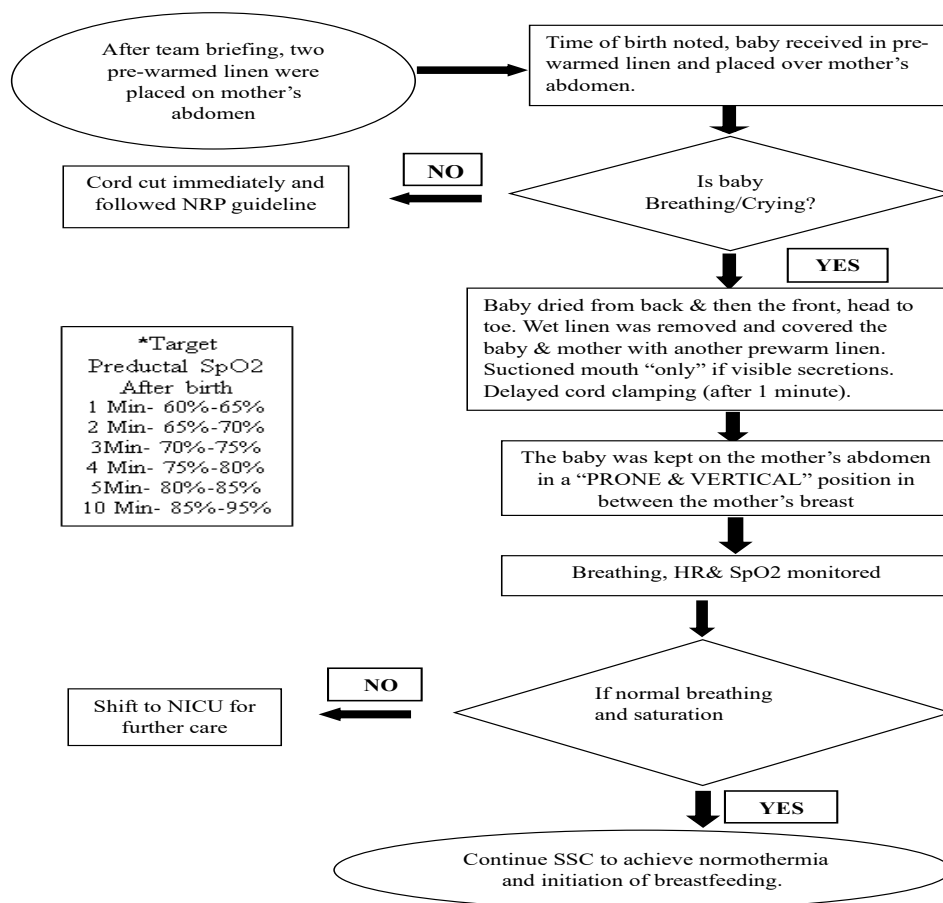 After team briefing, two
pre-warmed linen were
placed on mother's
abdomen
Time of birth noted, baby received in pre-
warmed linen and placed over mother's
abdomen.
Is baby
Breathing/Crying?
NO
Cord cut immediately and
followed NRP guideline
YES
Baby dried from back & then the front, head to
toe. Wet linen was removed and covered the
baby & mother with another prewarm linen.
Suctioned mouth “only” if visible secretions.
Delayed cord clamping (after 1 minute).
*Target
Preductal SpO2
After birth
1 Min- 60%-65%
2 Min- 65%-70%
3Min- 70%-75%
4 Min- 75%-80%
5Min- 80%-85%
10 Min- 85%-95%
The baby was kept on the mother's abdomen
in a “PRONE & VERTICAL” position in
between the mother's breast
Breathing, HR& SpO2 monitored
If normal breathing
and saturation
NO
Shift to NICU for
further care
YES
Continue SSC to achieve normothermia
and initiation of breastfeeding.